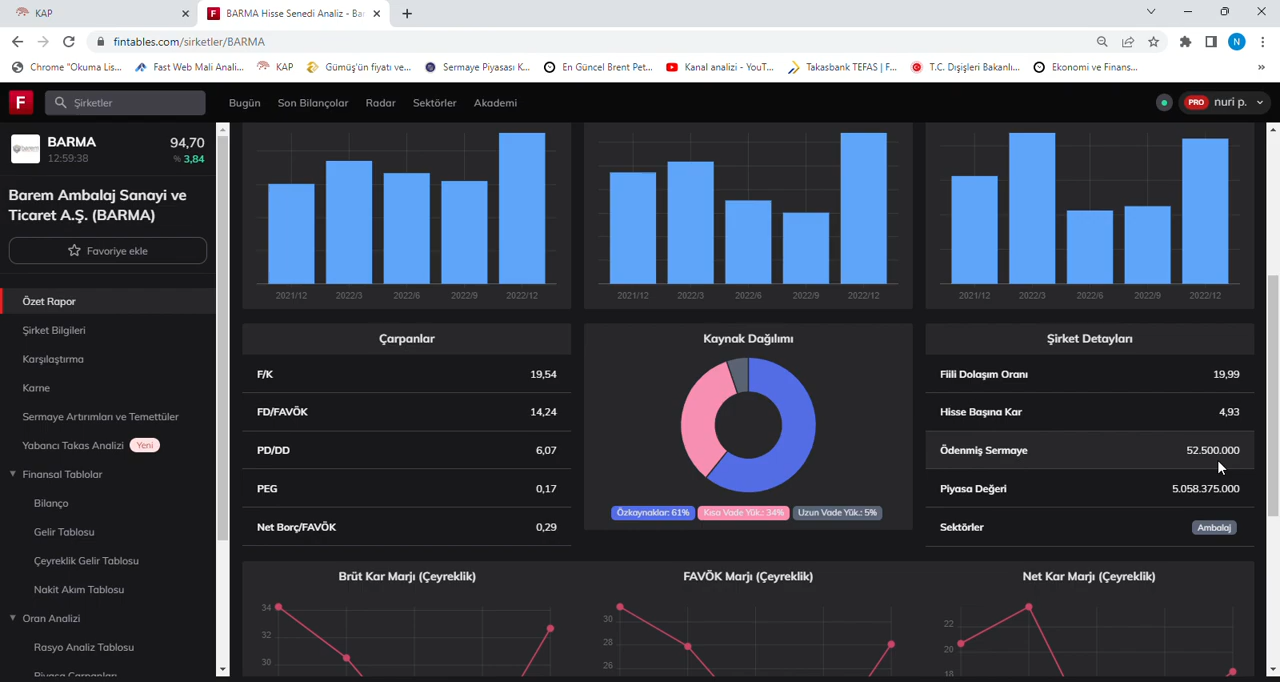 KAP
BARMA Hisse Senedi Analiz - Ba
fintables.com/sirketler/BARMA
N
Chrome "Okuma Lis...
Fast Web Mali Anali...
KAP
Gümüş'ün fiyatı ve...
Sermaye Piyasası K...
En Güncel Brent Pet...
Kanal analizi - YouT...
Takasbank TEFAS | F...
T.C. Dışişleri Bakanlı...
Ekonomi ve Finans...
»
F
Şirketler
Bugün
Son Bilançolar
Radar
Sektörler
Akademi
PRO
nuri p.
BARMA
94,70
12:59:38
% 3,84
Barem Ambalaj Sanayi ve
Ticaret A.Ş. (BARMA)
Favoriye ekle
Özet Rapor
Şirket Bilgileri
Karşılaştırma
Karne
Sermaye Artırımları ve Temettüler
Yabancı Takas Analizi Yeni
Finansal Tablolar
Bilanço
Gelir Tablosu
Çeyreklik Gelir Tablosu
Nakit Akım Tablosu
Oran Analizi
Rasyo Analiz Tablosu
Piyasa Çarpanları
2021/12 2022/3 2022/6 2022/9 2022/12
2021/12 2022/3 2022/6 2022/9 2022/12
2021/12 2022/3 2022/6 2022/9 2022/12
Çarpanlar
F/K 19,54
FD/FAVÖK 14,24
PD/DD 6,07
PEG 0,17
Net Borç/FAVÖK 0,29
Kaynak Dağılımı
Özkaynaklar: 61% Kısa Vade Yük.: 34% Uzun Vade Yük.: 5%
Şirket Detayları
Fiili Dolaşım Oranı 19,99
Hisse Başına Kar 4,93
Ödenmiş Sermaye 52.500.000
Piyasa Değeri 5.058.375.000
Sektörler Ambalaj
Brüt Kar Marjı (Çeyreklik)
34
32
30
FAVÖK Marjı (Çeyreklik)
30
28
26
Net Kar Marjı (Çeyreklik)
22
20
18